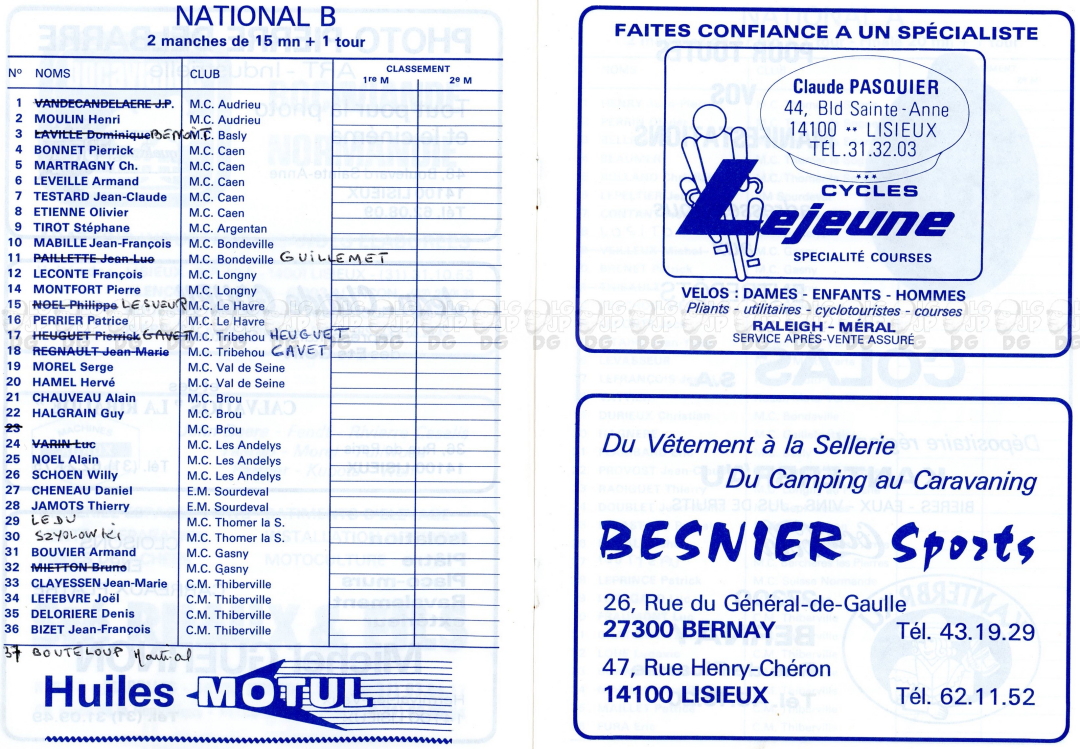 NATIONAL B
2 manches de 15 mn + 1 tour
Nº NOMS CLUB CLASSEMENT
1re M 2e M
1 VANDECANDELAERE J.P. M.C. Audrieu
2 MOULIN Henri M.C. Audrieu
3 LAVILLE Dominique BENOIT M.C. Basly
4 BONNET Pierrick M.C. Caen
5 MARTRAGNY Ch. M.C. Caen
6 LEVEILLE Armand M.C. Caen
7 TESTARD Jean-Claude M.C. Caen
8 ETIENNE Olivier M.C. Caen
9 TIROT Stéphane M.C. Argentan
10 MABILLE Jean-François M.C. Bondeville
11 PAILLETTE Jean-Luc M.C. Bondeville GUILLEMET
12 LECONTE François M.C. Longny
14 MONTFORT Pierre M.C. Longny
15 NOEL Philippe LESUEUR M.C. Le Havre
16 PERRIER Patrice M.C. Le Havre
17 HEUGUET Pierrick GAVET M.C. Tribehou HEUGUET
18 REGNAULT Jean-Marie M.C. Tribehou GAVET
19 MOREL Serge M.C. Val de Seine
20 HAMEL Hervé M.C. Val de Seine
21 CHAUVEAU Alain M.C. Brou
22 HALGRAIN Guy M.C. Brou
23 M.C. Brou
24 VARIN Luc M.C. Les Andelys
25 NOEL Alain M.C. Les Andelys
26 SCHOEN Willy M.C. Les Andelys
27 CHENEAU Daniel E.M. Sourdeval
28 JAMOTS Thierry E.M. Sourdeval
29 LEDU M.C. Thomer la S.
30 SZYOLOWKI M.C. Thomer la S.
31 BOUVIER Armand M.C. Gasny
32 MIETTON Bruno M.C. Gasny
33 CLAYESSEN Jean-Marie C.M. Thiberville
34 LEFEBVRE Joël C.M. Thiberville
35 DELORIERE Denis C.M. Thiberville
36 BIZET Jean-François C.M. Thiberville
37 BOUTELOUP Martial
Huiles MOTUL
FAITES CONFIANCE A UN SPÉCIALISTE
Claude PASQUIER
44, Bld Sainte-Anne
14100 ** LISIEUX
TÉL.31.32.03
***
CYCLES
Lejeune
SPECIALITÉ COURSES
VELOS : DAMES - ENFANTS - HOMMES
Pliants - utilitaires - cyclotouristes - courses
RALEIGH - MÉRAL
SERVICE APRÈS-VENTE ASSURÉ
Du Vêtement à la Sellerie
Du Camping au Caravaning
BESNIER Sports
26, Rue du Général-de-Gaulle
27300 BERNAY Tél. 43.19.29
47, Rue Henry-Chéron
14100 LISIEUX Tél. 62.11.52